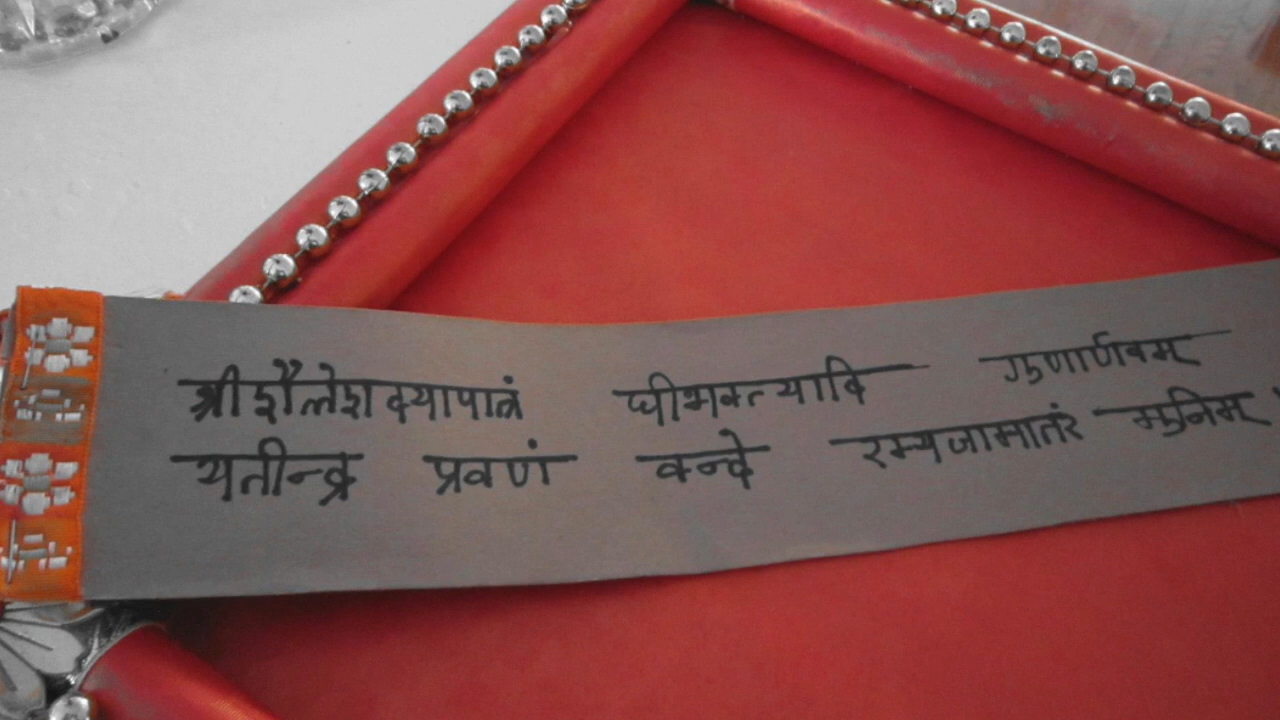 श्रीशैलेशदयापात्रं धीभक्त्यादि गुणार्णवम्
यतीन्द्र प्रवणं वन्दे रम्यजामातरं मुनिम्